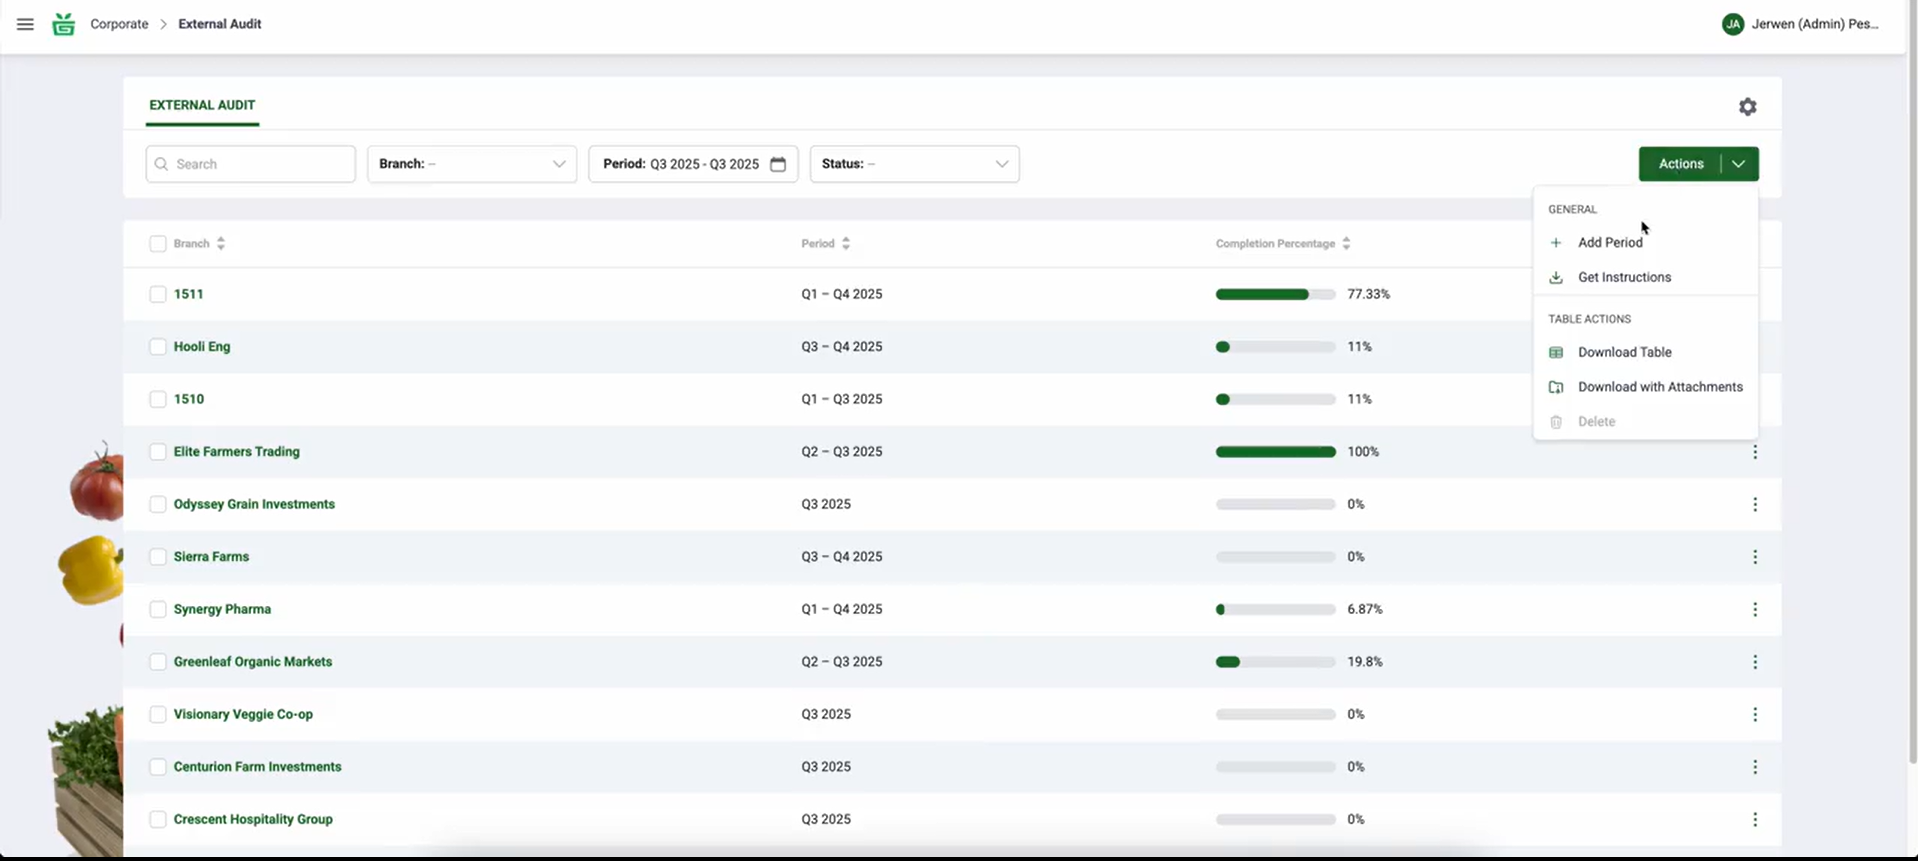 Corporate > External Audit
JA Jerwen (Admin) Pes...
EXTERNAL AUDIT
Search
Branch: –
Period: Q3 2025 - Q3 2025
Status: –
Actions
GENERAL
Add Period
Get Instructions
TABLE ACTIONS
Download Table
Download with Attachments
Delete
Branch Period Completion Percentage
1511 Q1 – Q4 2025 77.33%
Hooli Eng Q3 – Q4 2025 11%
1510 Q1 – Q3 2025 11%
Elite Farmers Trading Q2 – Q3 2025 100%
Odyssey Grain Investments Q3 2025 0%
Sierra Farms Q3 – Q4 2025 0%
Synergy Pharma Q1 – Q4 2025 6.87%
Greenleaf Organic Markets Q2 – Q3 2025 19.8%
Visionary Veggie Co-op Q3 2025 0%
Centurion Farm Investments Q3 2025 0%
Crescent Hospitality Group Q3 2025 0%